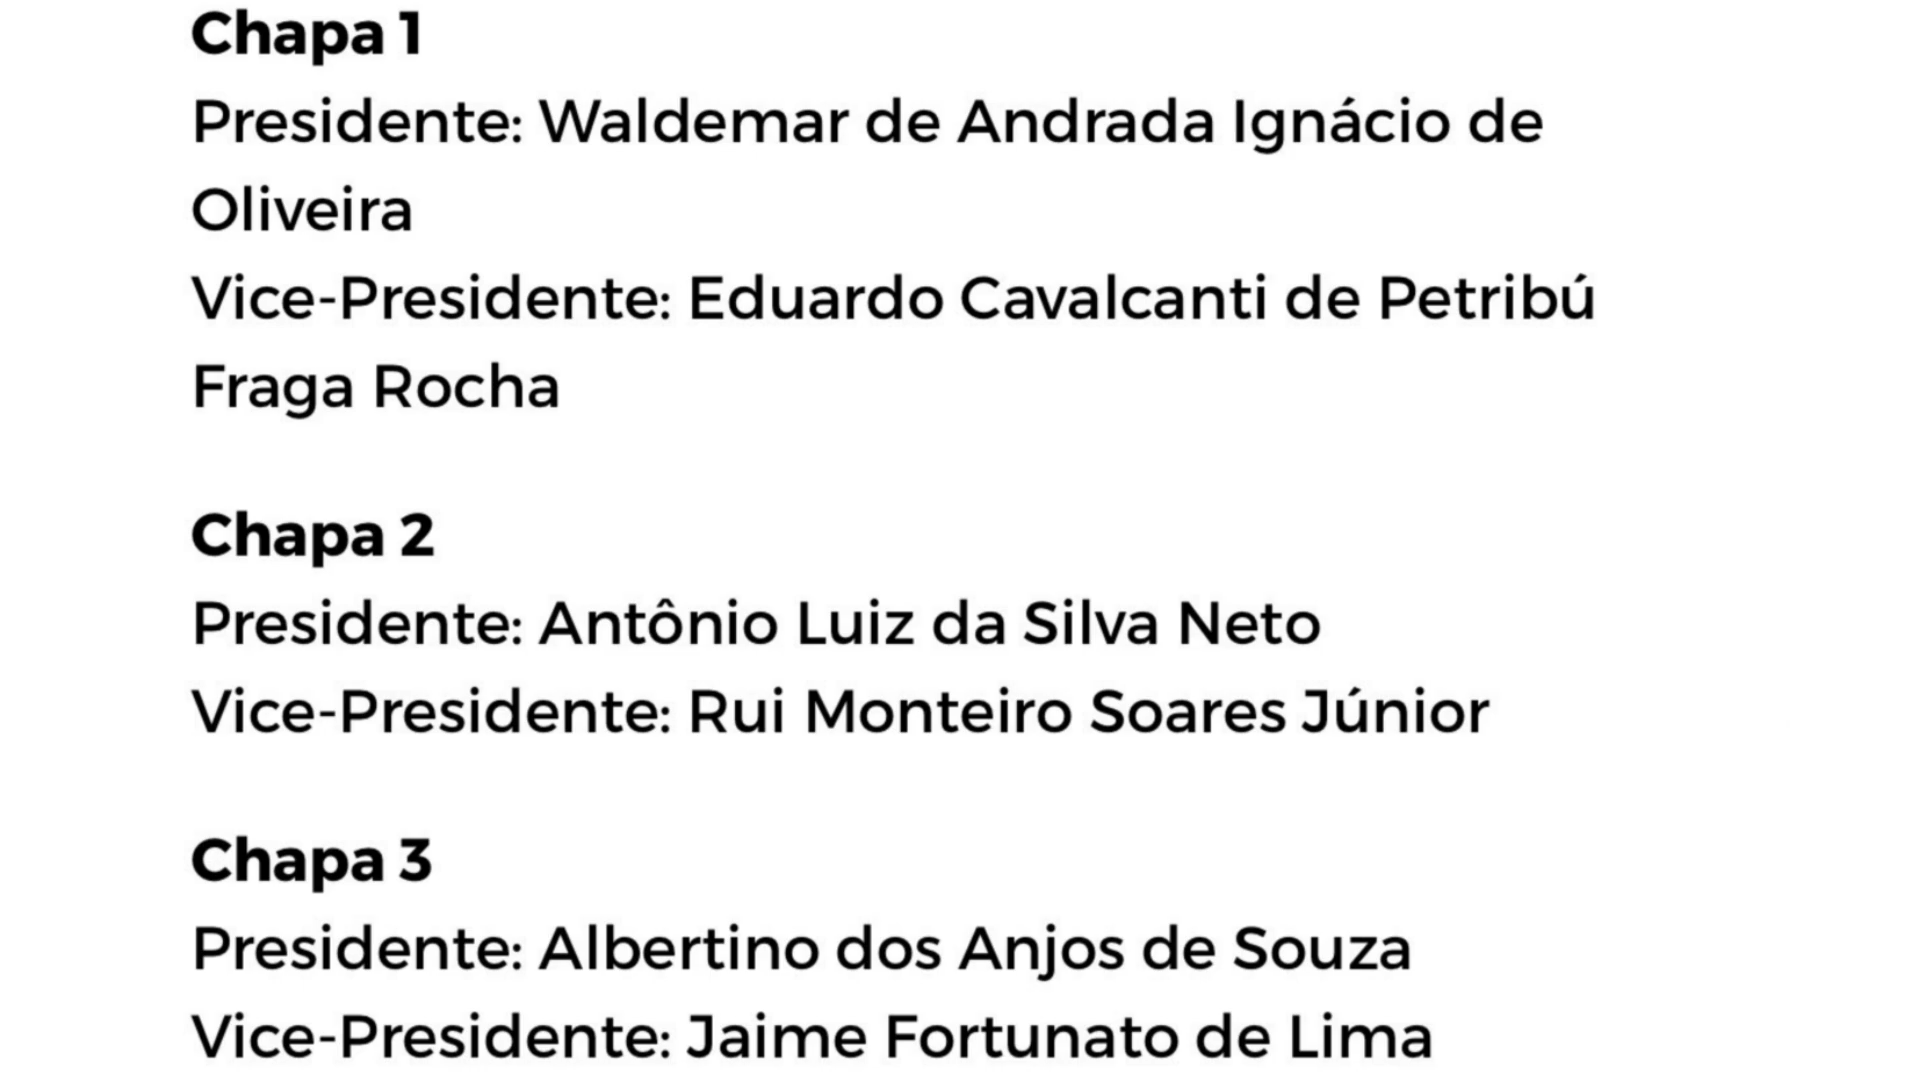 Chapa 1
Presidente: Waldemar de Andrada Ignácio de
Oliveira
Vice-Presidente: Eduardo Cavalcanti de Petribú
Fraga Rocha
Chapa 2
Presidente: Antônio Luiz da Silva Neto
Vice-Presidente: Rui Monteiro Soares Júnior
Chapa 3
Presidente: Albertino dos Anjos de Souza
Vice-Presidente: Jaime Fortunato de Lima